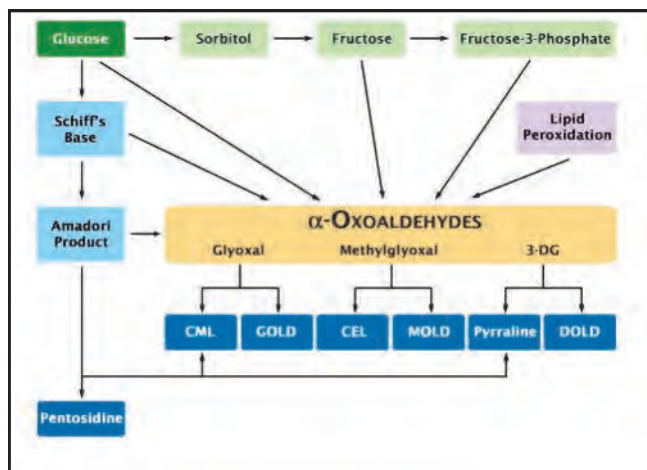 Glucose
Sorbitol
Fructose
Fructose-3-Phosphate
Schiff's
Base
Lipid
Peroxidation
Amadori
Product
α-OXOALDEHYDES
Glyoxal
Methylglyoxal
3-DG
CML
GOLD
CEL
MOLD
Pyrraline
DOLD
Pentosidine